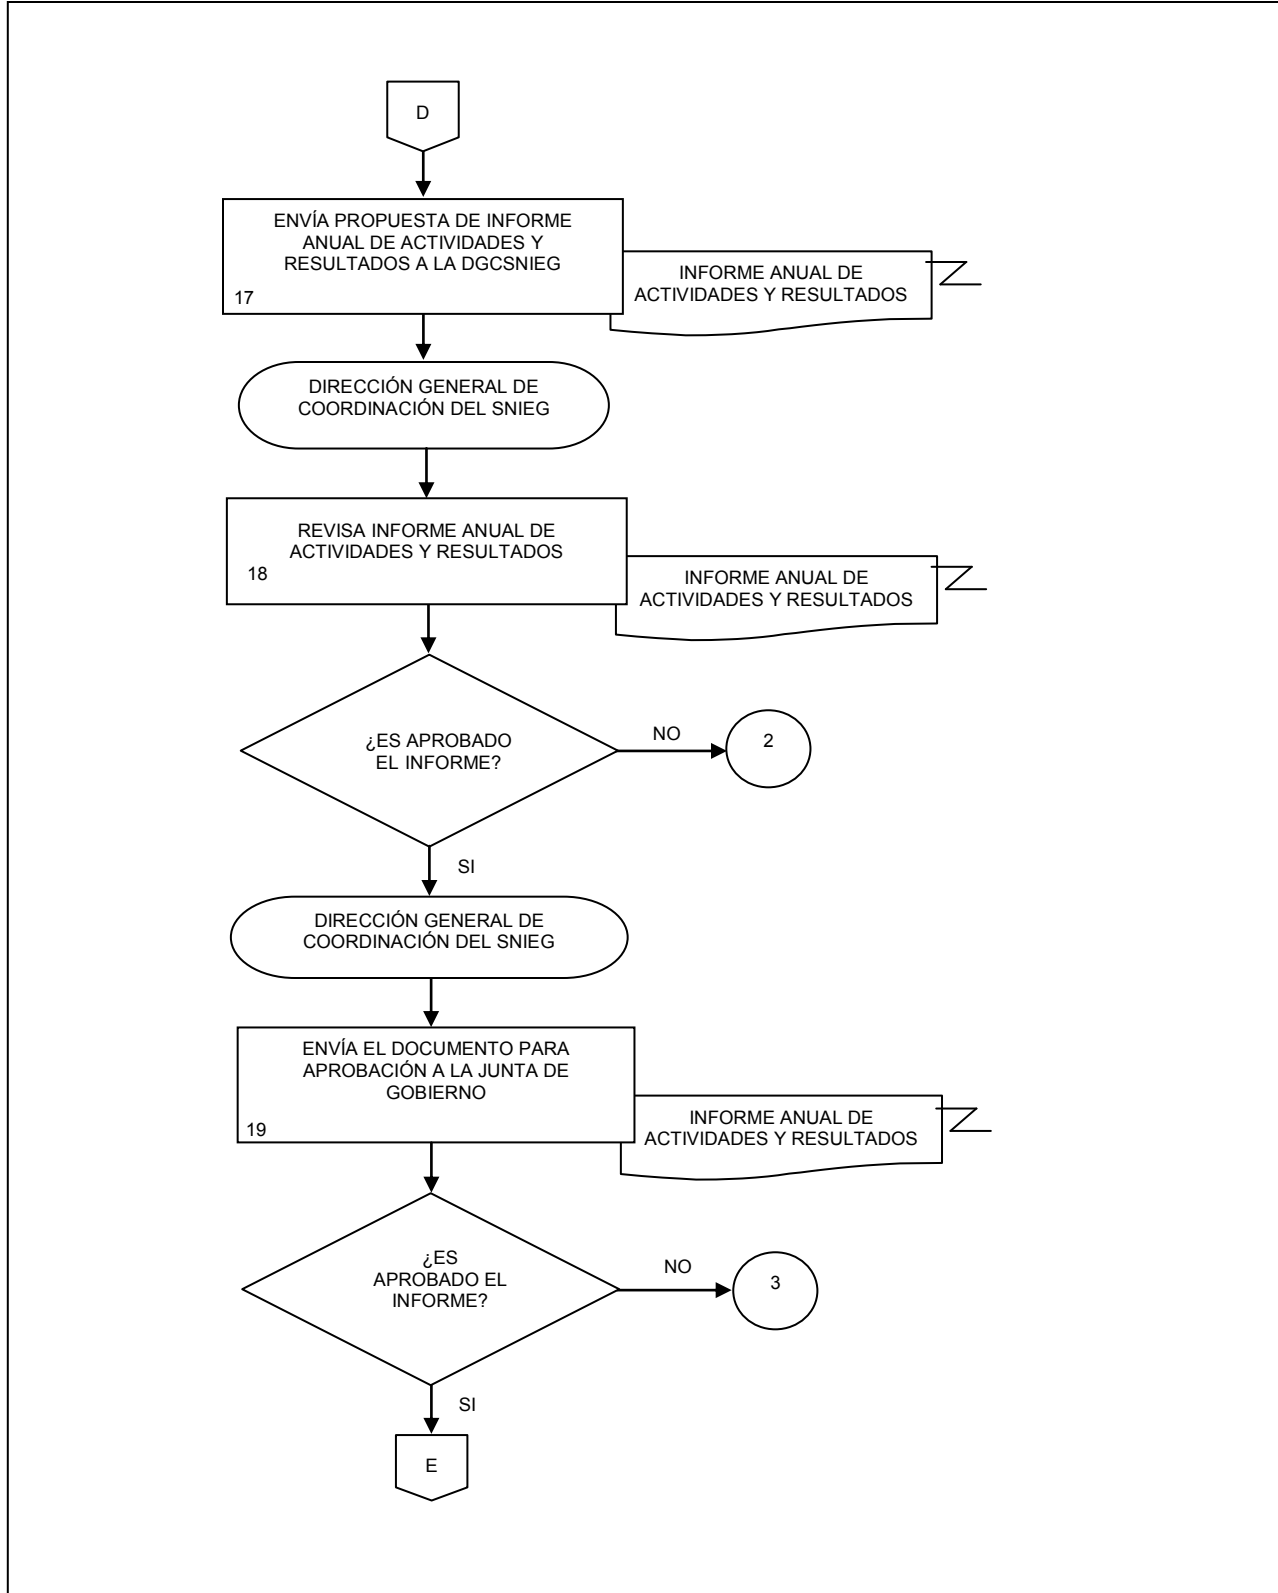 D
ENVÍA PROPUESTA DE INFORME
ANUAL DE ACTIVIDADES Y
RESULTADOS A LA DGCSNIEG
17
INFORME ANUAL DE
ACTIVIDADES Y RESULTADOS
DIRECCIÓN GENERAL DE
COORDINACIÓN DEL SNIEG
REVISA INFORME ANUAL DE
ACTIVIDADES Y RESULTADOS
18
INFORME ANUAL DE
ACTIVIDADES Y RESULTADOS
¿ES APROBADO
EL INFORME?
NO
2
SI
DIRECCIÓN GENERAL DE
COORDINACIÓN DEL SNIEG
ENVÍA EL DOCUMENTO PARA
APROBACIÓN A LA JUNTA DE
GOBIERNO
19
INFORME ANUAL DE
ACTIVIDADES Y RESULTADOS
¿ES
APROBADO EL
INFORME?
NO
3
SI
E